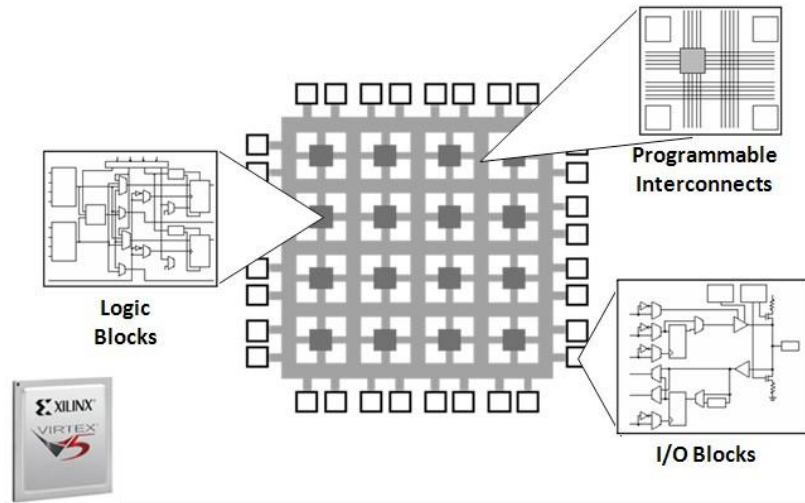 Programmable
Interconnects
Logic
Blocks
I/O Blocks
XILINX
VIRTEX
5